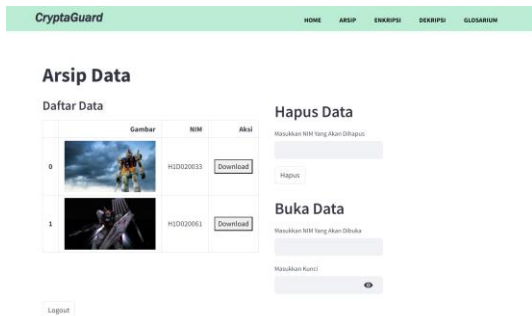 CryptaGuard
HOME ARSIP ENKRIPSI DEKRIPSI GLOSARIUM
Arsip Data
Daftar Data
Gambar NIM Aksi
0 H1D020033 Download
1 H1D020061 Download
Hapus Data
Masukkan NIM Yang Akan Dihapus
Hapus
Buka Data
Masukkan NIM Yang Akan Dibuka
Masukkan Kunci
Logout